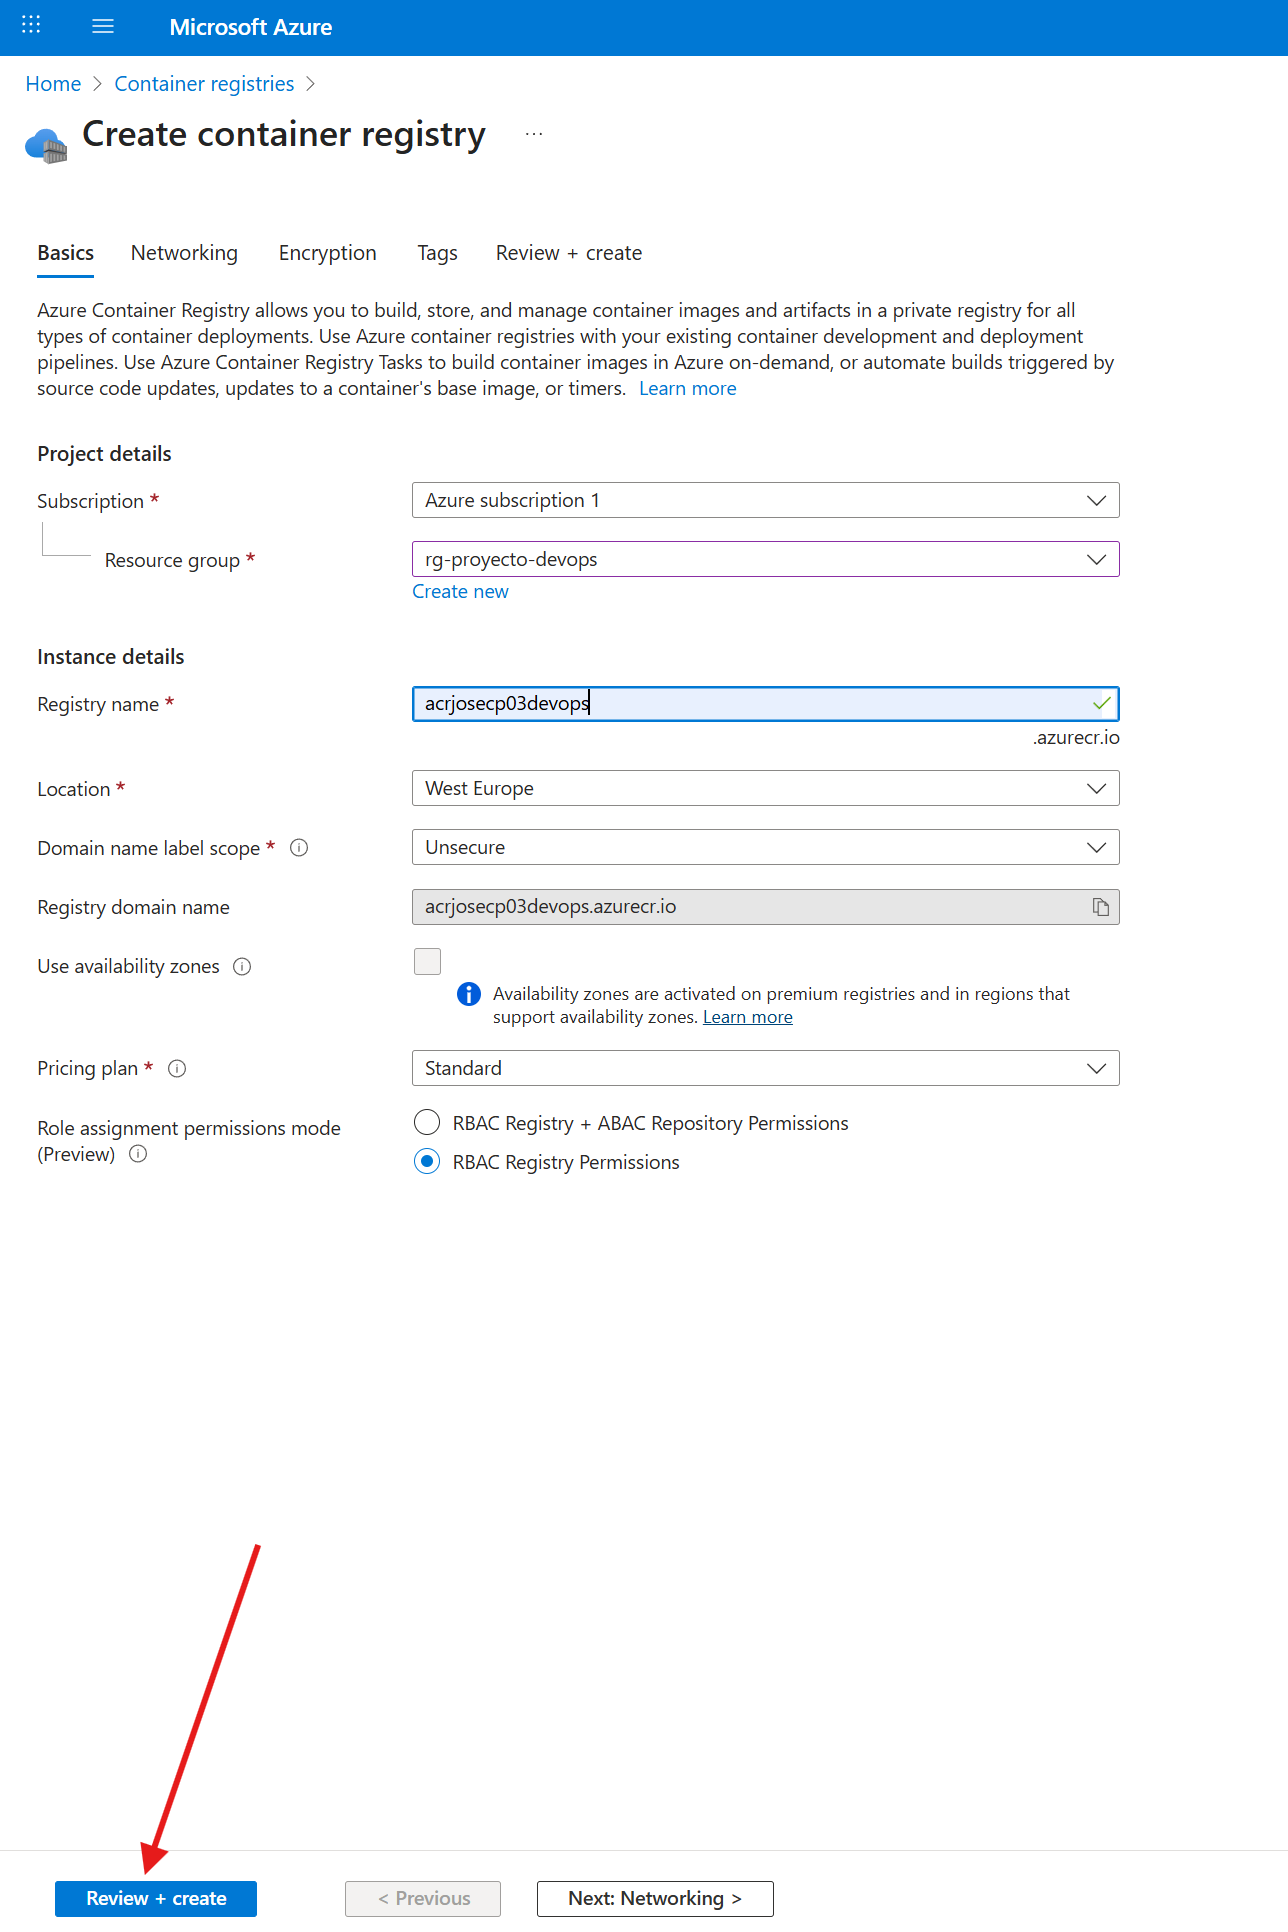 Microsoft Azure
Home > Container registries >
Create container registry ...
Basics Networking Encryption Tags Review + create
Azure Container Registry allows you to build, store, and manage container images and artifacts in a private registry for all
types of container deployments. Use Azure container registries with your existing container development and deployment
pipelines. Use Azure Container Registry Tasks to build container images in Azure on-demand, or automate builds triggered by
source code updates, updates to a container's base image, or timers. Learn more
Project details
Subscription * Azure subscription 1
Resource group * rg-proyecto-devops
Create new
Instance details
Registry name * acrjosecp03devops
.azurecr.io
Location * West Europe
Domain name label scope * Unsecure
Registry domain name acrjosecp03devops.azurecr.io
Use availability zones
Availability zones are activated on premium registries and in regions that
support availability zones. Learn more
Pricing plan * Standard
Role assignment permissions mode RBAC Registry + ABAC Repository Permissions
(Preview) RBAC Registry Permissions
Review + create < Previous Next: Networking >